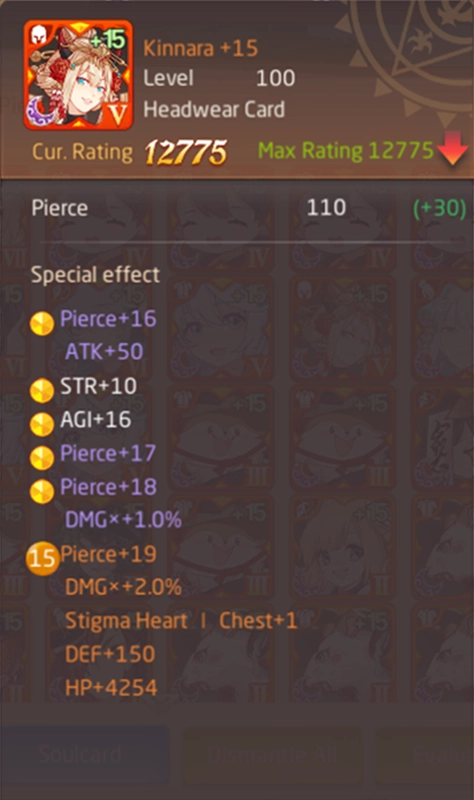 +15
V
Kinnara +15
Level 100
Headwear Card
Cur. Rating 12775 Max Rating 12775
Pierce 110 (+30)
Special effect
Pierce+16
ATK+50
STR+10
AGI+16
Pierce+17
Pierce+18
DMG×+1.0%
15 Pierce+19
DMG×+2.0%
Stigma Heart | Chest+1
DEF+150
HP+4254
Soulcard Dismantle All